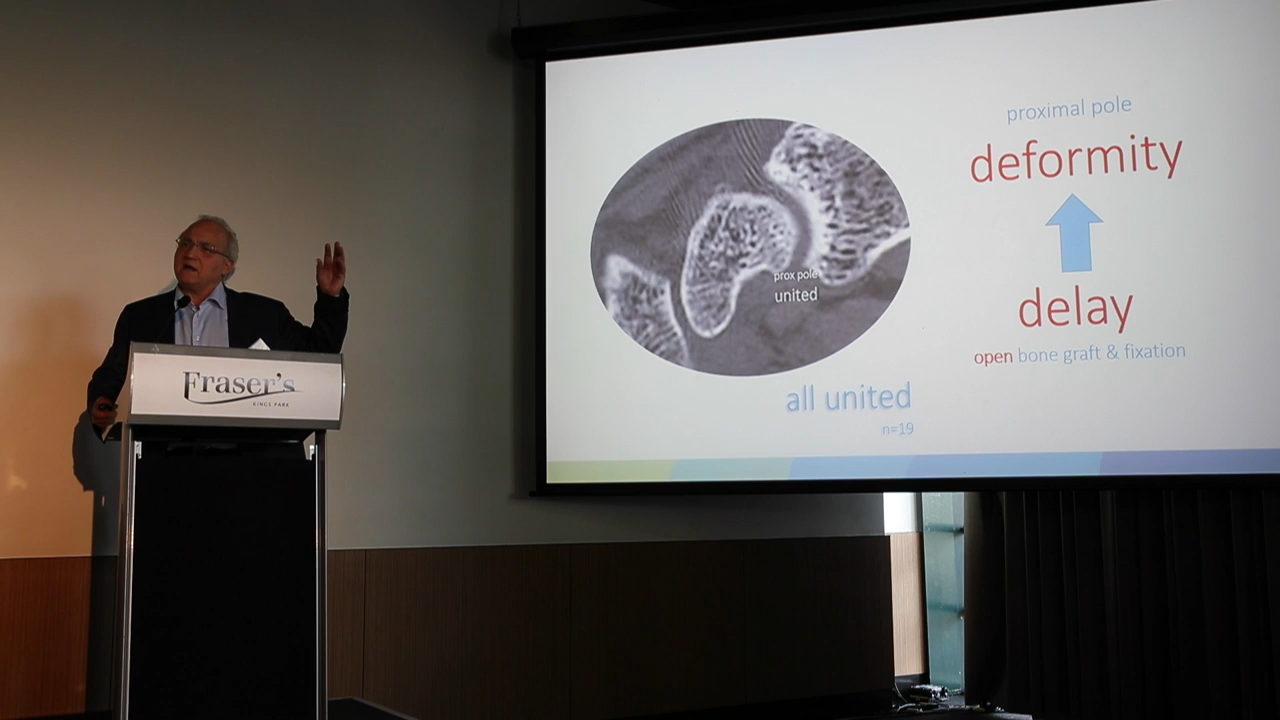 Fraser's
KINGS PARK
prox pole
united
all united
n=19
proximal pole
deformity
delay
open bone graft & fixation